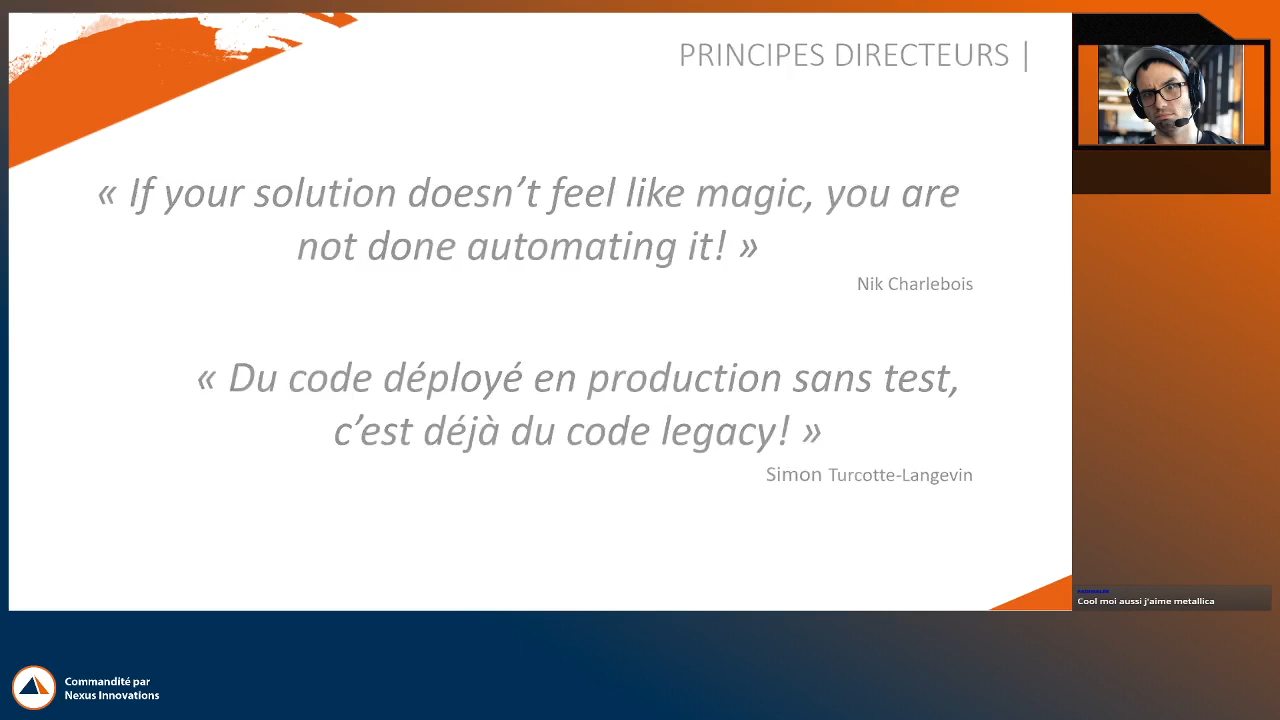 PRINCIPES DIRECTEURS |
« If your solution doesn’t feel like magic, you are
not done automating it! »
Nik Charlebois
« Du code déployé en production sans test,
c’est déjà du code legacy! »
Simon Turcotte-Langevin
Cool moi aussi j'aime metallica
Commandité par
Nexus Innovations